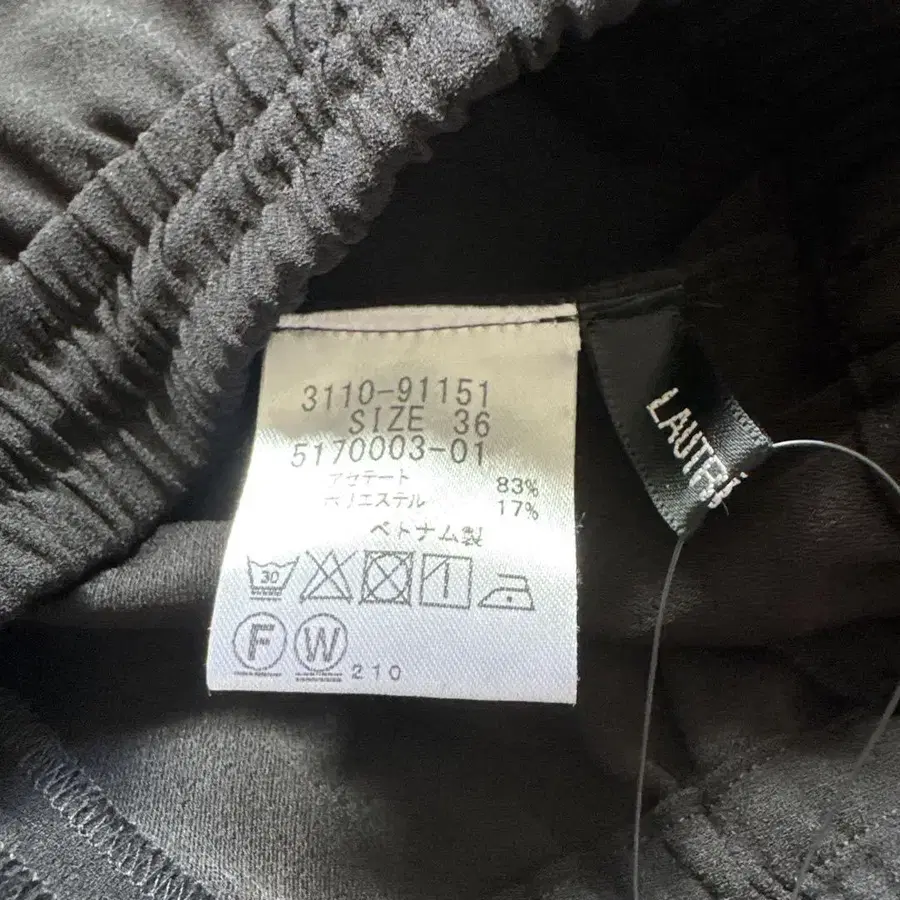 3110-91151
SIZE 36
5170003-01
アセテート 83%
ポリエステル 17%
ベトナム製
30
F W 210
LAUTRÉ